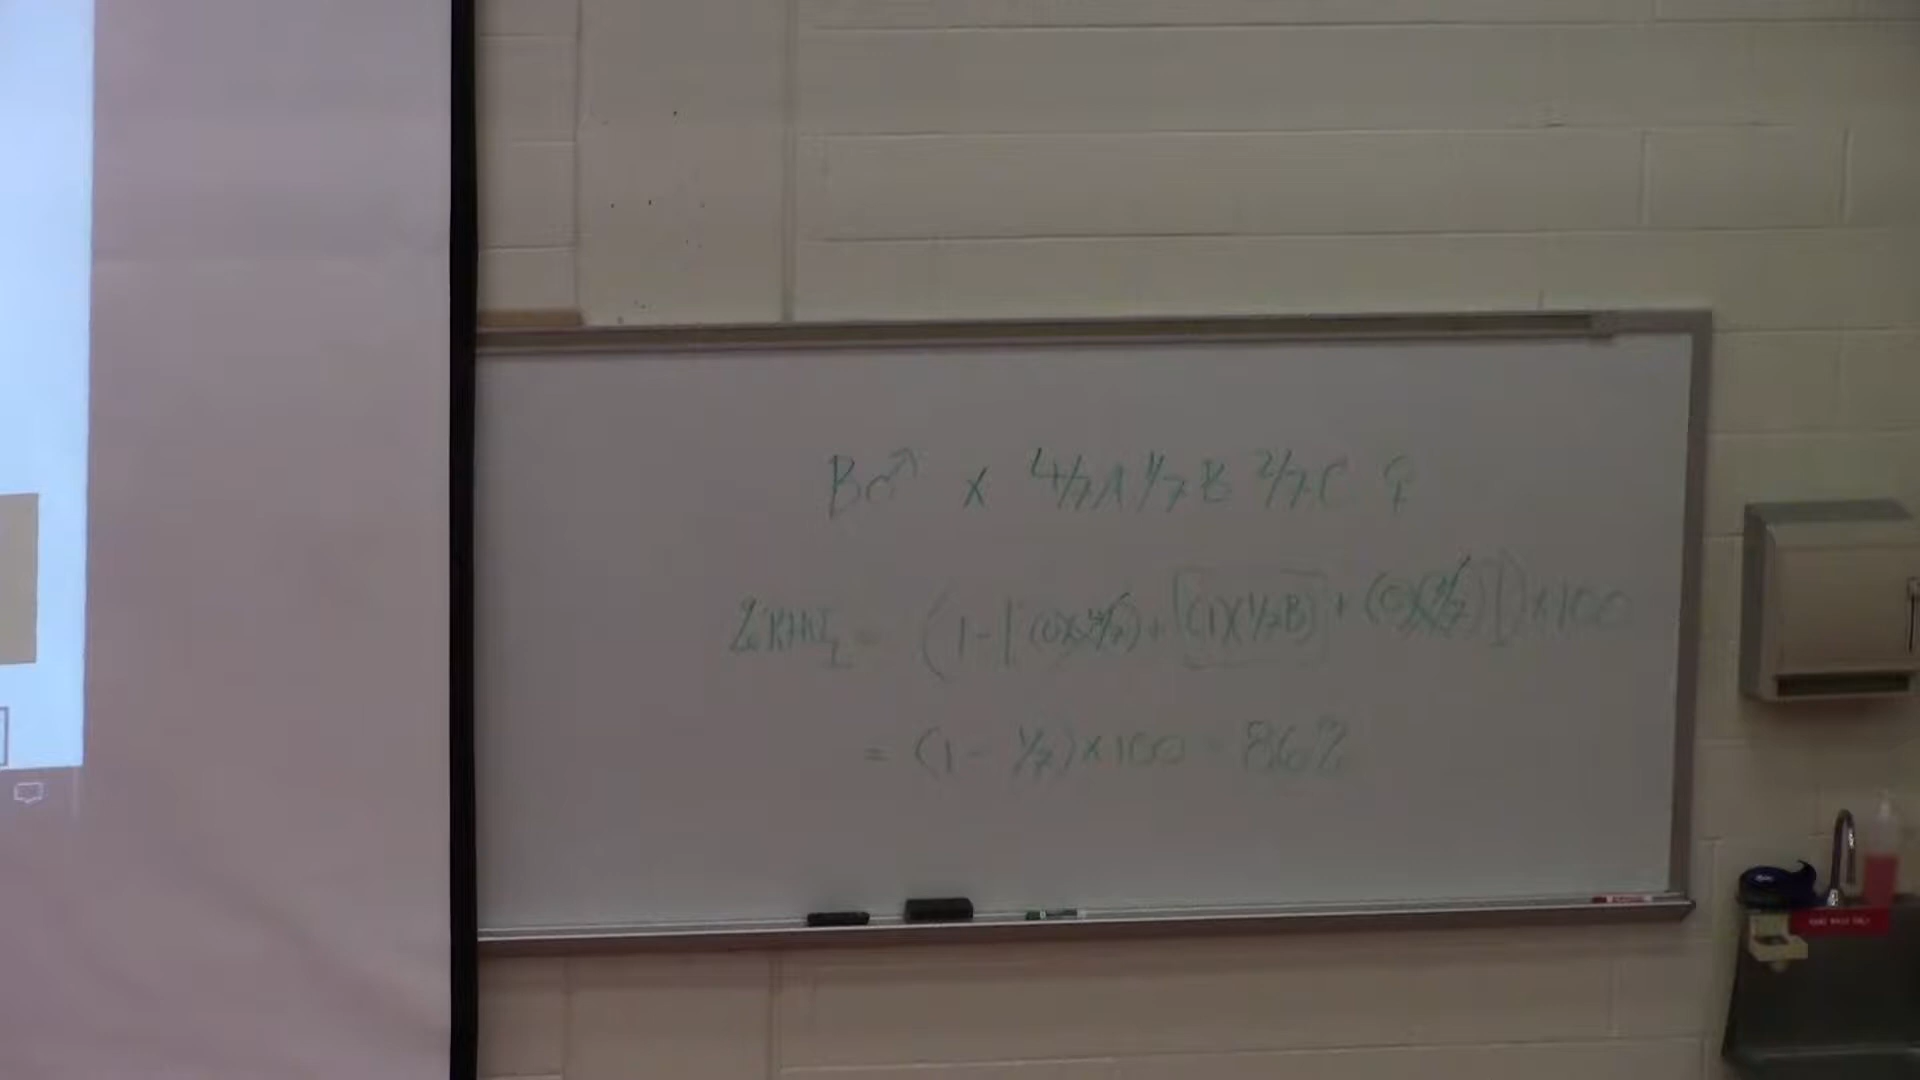 B♂ x 4/7A 1/7B 2/7C ♀
%RHVI = (1-[(0)(4/7)+[(1)(1/7B)]+(0)(2/7)])x100
= (1- 1/7)x100 = 86%